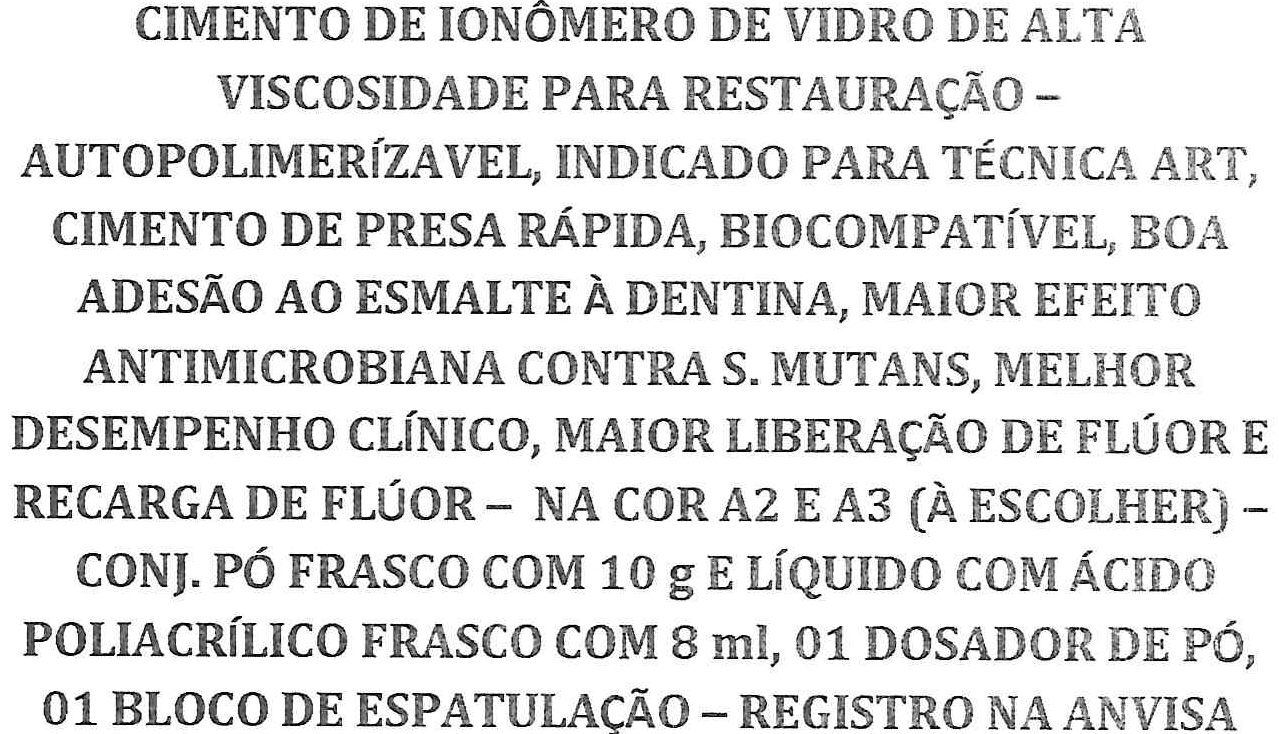 CIMENTO DE IONÔMERO DE VIDRO DE ALTA
VISCOSIDADE PARA RESTAURAÇÃO –
AUTOPOLIMERÍZAVEL, INDICADO PARA TÉCNICA ART,
CIMENTO DE PRESA RÁPIDA, BIOCOMPATÍVEL, BOA
ADESÃO AO ESMALTE À DENTINA, MAIOR EFEITO
ANTIMICROBIANA CONTRA S. MUTANS, MELHOR
DESEMPENHO CLÍNICO, MAIOR LIBERAÇÃO DE FLÚOR E
RECARGA DE FLÚOR – NA COR A2 E A3 (À ESCOLHER) –
CONJ. PÓ FRASCO COM 10 g E LÍQUIDO COM ÁCIDO
POLIACRÍLICO FRASCO COM 8 ml, 01 DOSADOR DE PÓ,
01 BLOCO DE ESPATULAÇÃO – REGISTRO NA ANVISA